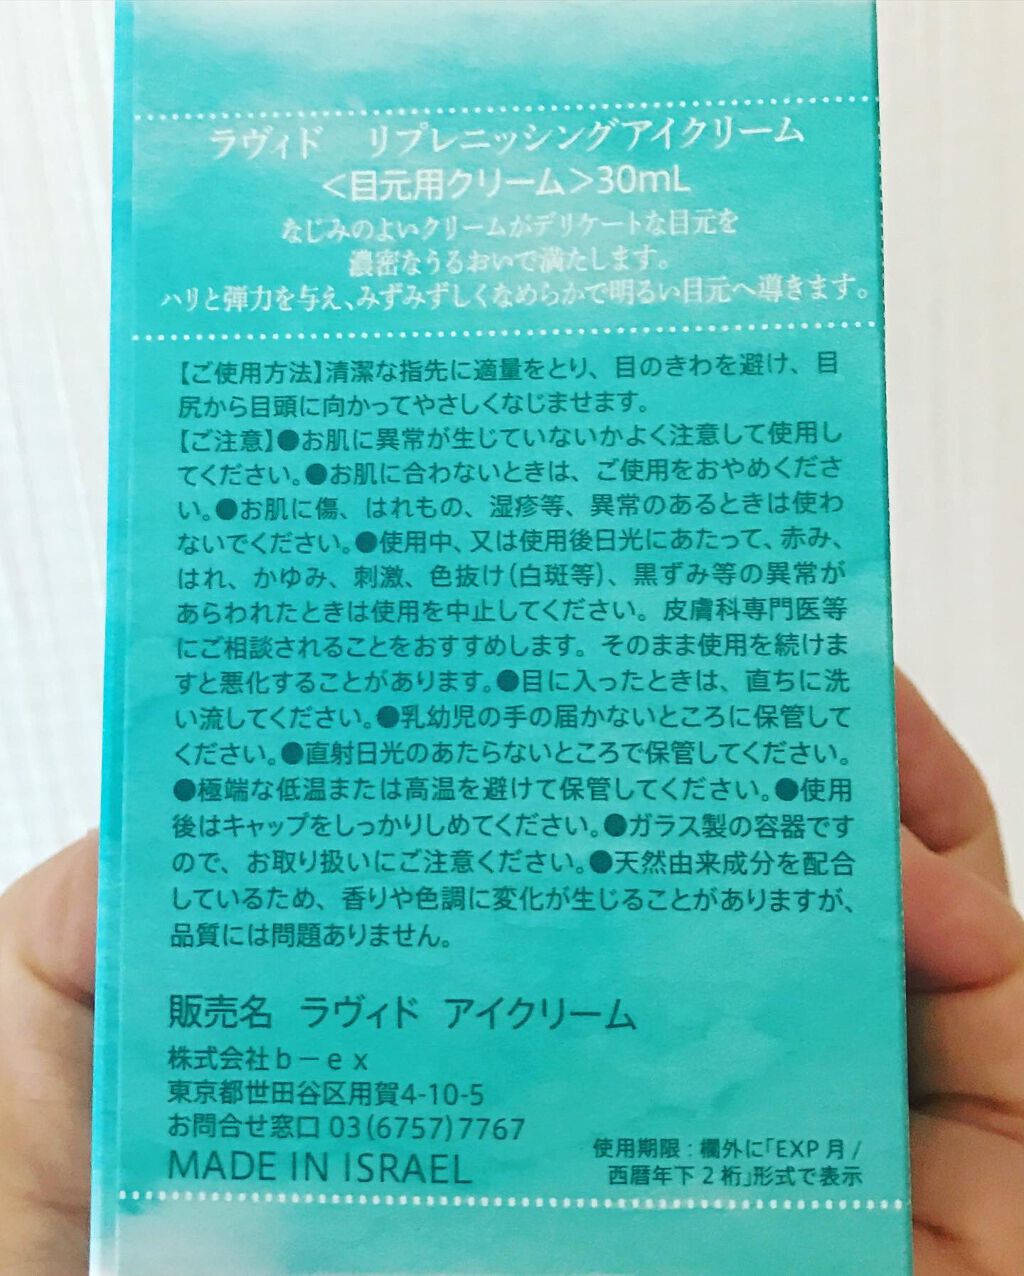 ラヴィド　リプレニッシングアイクリーム
＜目元用クリーム＞30mL
なじみのよいクリームがデリケートな目元を
濃密なうるおいで満たします。
ハリと弾力を与え、みずみずしくなめらかで明るい目元へ導きます。
【ご使用方法】清潔な指先に適量をとり、目のきわを避け、目
尻から目頭に向かってやさしくなじませます。
【ご注意】●お肌に異常が生じていないかよく注意して使用し
てください。●お肌に合わないときは、ご使用をおやめくださ
い。●お肌に傷、はれもの、湿疹等、異常のあるときは使わ
ないでください。●使用中、又は使用後日光にあたって、赤み、
はれ、かゆみ、刺激、色抜け（白斑等）、黒ずみ等の異常が
あらわれたときは使用を中止してください。皮膚科専門医等
にご相談されることをおすすめします。そのまま使用を続けま
すと悪化することがあります。●目に入ったときは、直ちに洗
い流してください。●乳幼児の手の届かないところに保管して
ください。●直射日光のあたらないところで保管してください。
●極端な低温または高温を避けて保管してください。●使用
後はキャップをしっかりしめてください。●ガラス製の容器です
ので、お取り扱いにご注意ください。●天然由来成分を配合
しているため、香りや色調に変化が生じることがありますが、
品質には問題ありません。
販売名　ラヴィド　アイクリーム
株式会社ｂ－ｅｘ
東京都世田谷区用賀4-10-5
お問合せ窓口 03(6757)7767
MADE IN ISRAEL
使用期限：欄外に「EXP 月/
西暦年下2桁」形式で表示